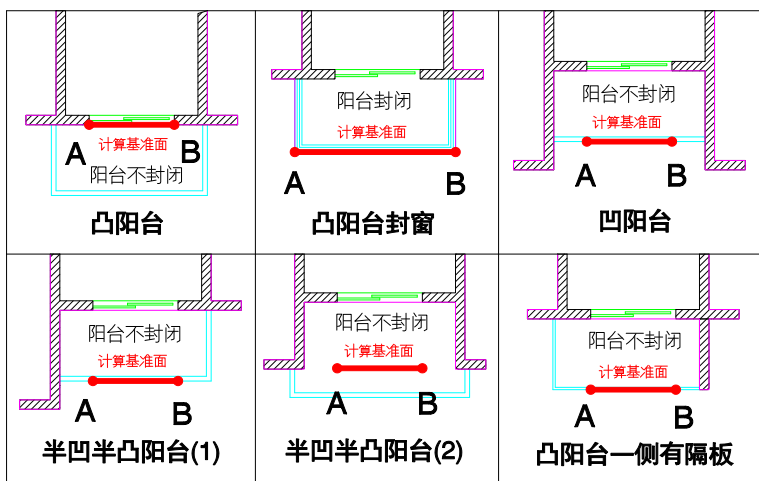 计算基准面
A B
阳台不封闭
凸阳台
阳台封闭
计算基准面
A B
凸阳台封窗
阳台不封闭
计算基准面
A B
凹阳台
阳台不封闭
计算基准面
A B
半凹半凸阳台(1)
阳台不封闭
计算基准面
A B
半凹半凸阳台(2)
阳台不封闭
计算基准面
A B
凸阳台一侧有隔板